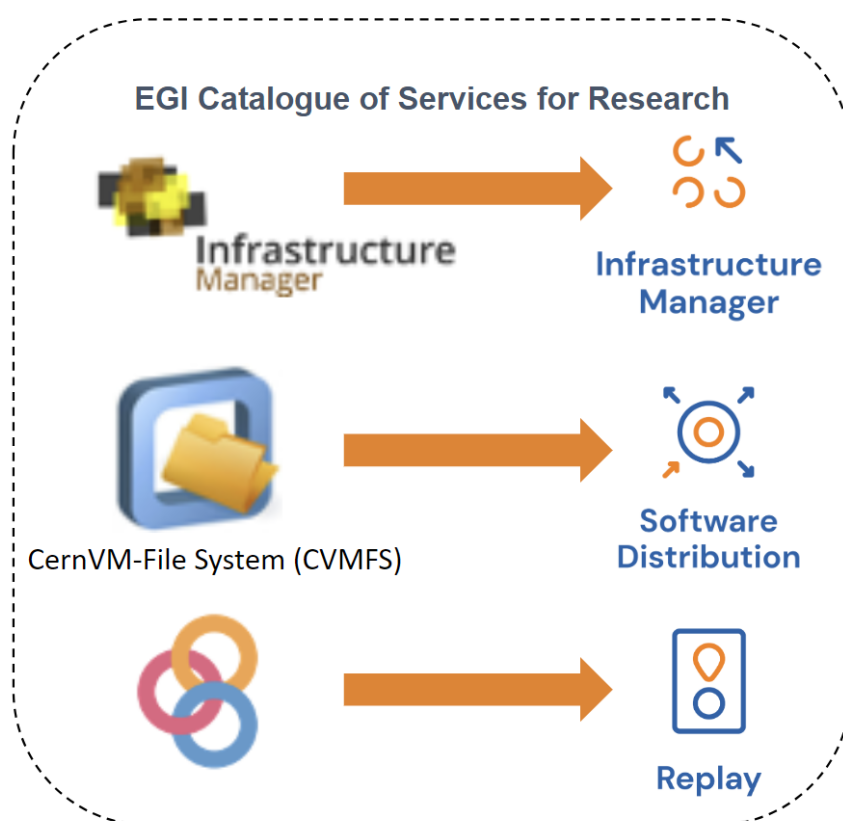 EGI Catalogue of Services for Research
Infrastructure
Manager
Infrastructure
Manager
CernVM-File System (CVMFS)
Software
Distribution
Replay